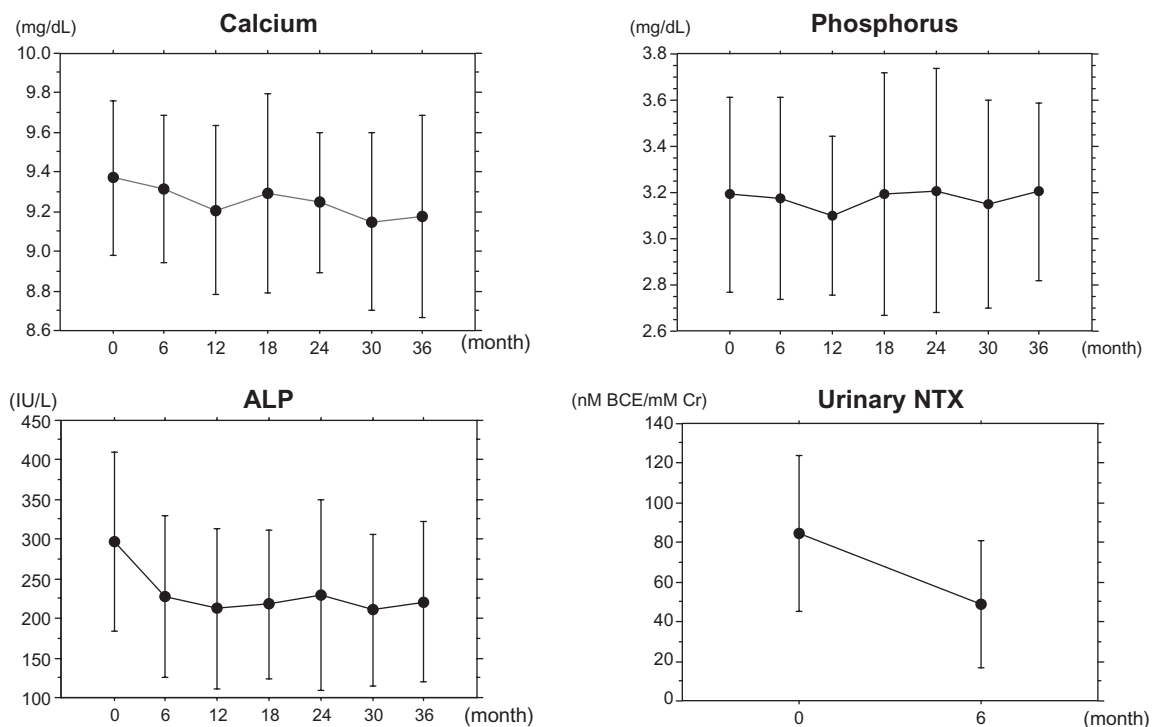 Calcium
(mg/dL)
10.0
9.8
9.6
9.4
9.2
9.0
8.8
8.6
0 6 12 18 24 30 36 (month)
Phosphorus
(mg/dL)
3.8
3.6
3.4
3.2
3.0
2.8
2.6
0 6 12 18 24 30 36 (month)
ALP
(IU/L)
450
400
350
300
250
200
150
100
0 6 12 18 24 30 36 (month)
Urinary NTX
(nM BCE/mM Cr)
140
120
100
80
60
40
20
0
0 6 (month)